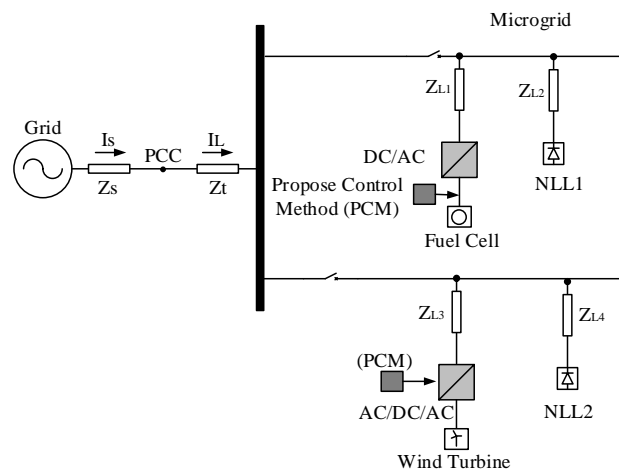 Microgrid
Grid
Is
IL
PCC
Zs
Zt
ZL1
ZL2
DC/AC
NLL1
Propose Control
Method (PCM)
Fuel Cell
ZL3
ZL4
(PCM)
AC/DC/AC
NLL2
Wind Turbine